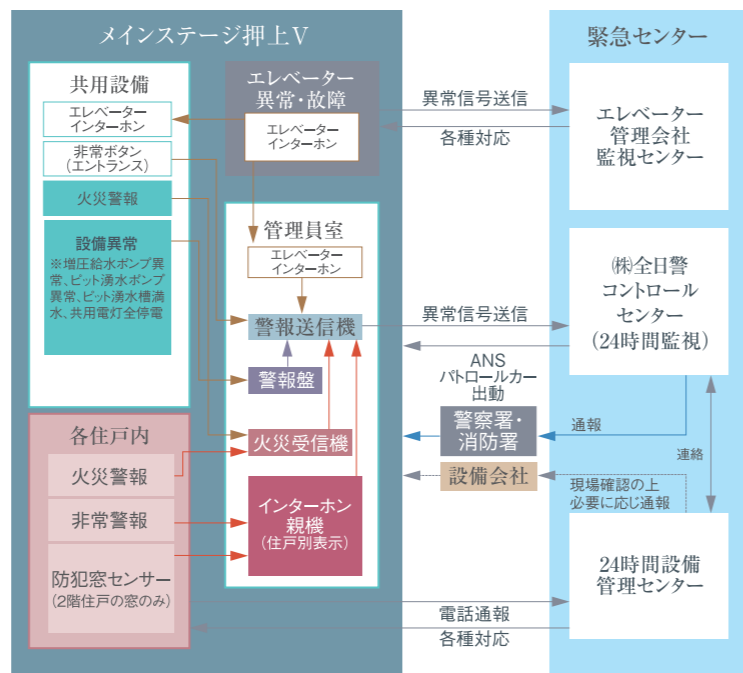 メインステージ押上Ⅴ
共用設備
エレベーター
インターホン
非常ボタン
(エントランス)
火災警報
設備異常
※増圧給水ポンプ異
常、ピット湧水ポンプ
異常、ピット湧水槽満
水、共用電灯全停電
エレベーター
異常・故障
エレベーター
インターホン
管理員室
エレベーター
インターホン
警報送信機
警報盤
火災受信機
インターホン
親機
(住戸別表示)
各住戸内
火災警報
非常警報
防犯窓センサー
(2階住戸の窓のみ)
異常信号送信
各種対応
異常信号送信
ANS
パトロールカー
出動
警察署・
消防署
設備会社
通報
現場確認の上
必要に応じ通報
連絡
電話通報
各種対応
緊急センター
エレベーター
管理会社
監視センター
㈱全日警
コントロール
センター
(24時間監視)
24時間設備
管理センター